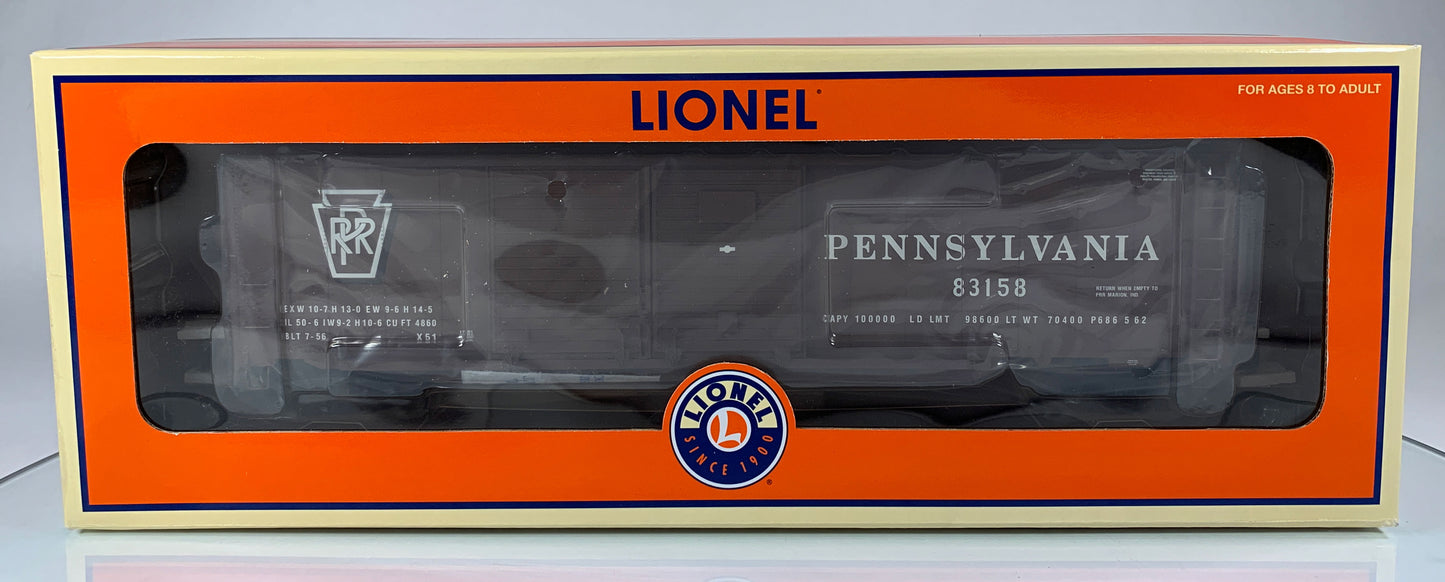 FOR AGES 8 TO ADULT
LIONEL
PRR
PENNSYLVANIA
83158
RETURN WHEN EMPTY TO
PRR MARION, IND.
EXW 10-7 H 13-0 EW 9-6 H 14-5
IL 50-6 IW 9-2 H 10-6 CU FT 4860
BLT 7-56 X51
CAPY 100000 LD LMT 98600 LT WT 70400 P686 5 62
LIONEL
L
SINCE 1900